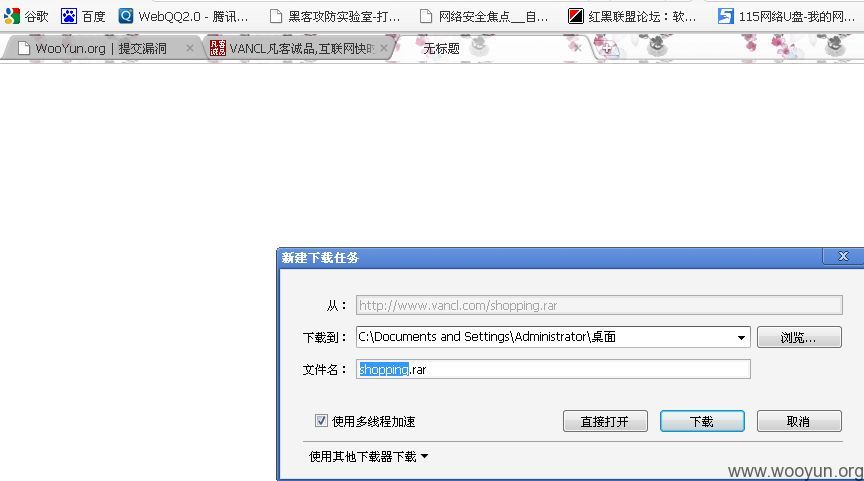 谷歌 百度 WebQQ2.0 - 腾讯... 黑客攻防实验室-打... 网络安全焦点__自... 红黑联盟论坛：软... 115网络U盘-我的网...
WooYun.org | 提交漏洞 VANCL凡客诚品,互联网快时 无标题
新建下载任务
从： http://www.vancl.com/shopping.rar
下载到： C:\Documents and Settings\Administrator\桌面 浏览...
文件名： shopping.rar
使用多线程加速 直接打开 下载 取消
使用其他下载器下载
www.wooyun.org